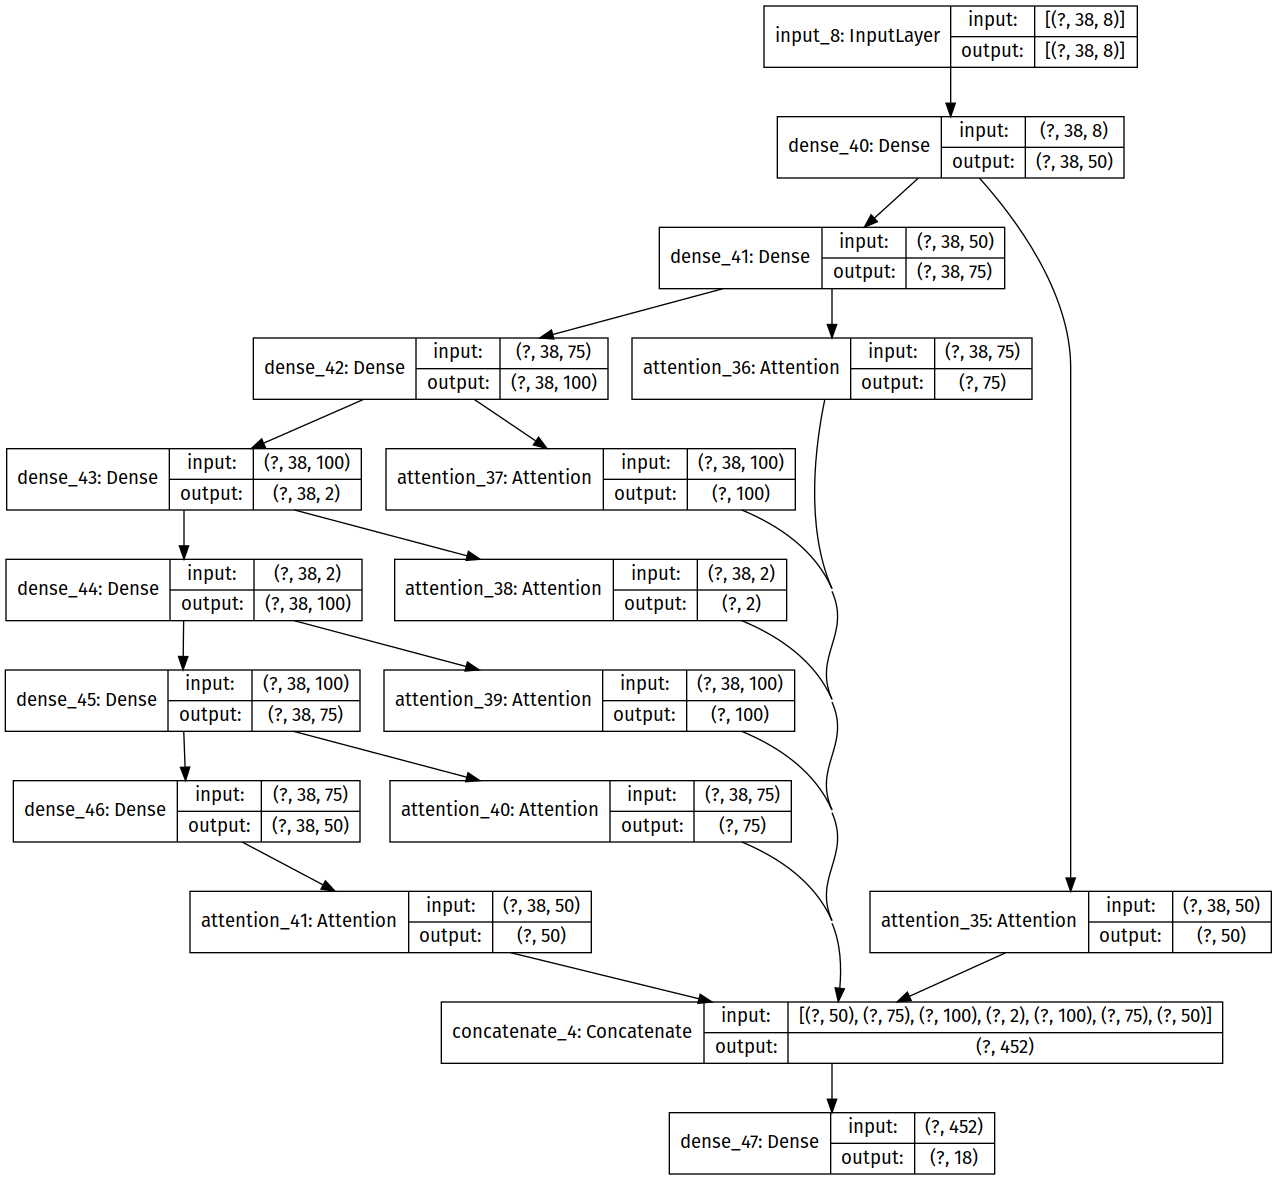 input_8: InputLayer
input:
[(?, 38, 8)]
output:
[(?, 38, 8)]
dense_40: Dense
input:
(?, 38, 8)
output:
(?, 38, 50)
dense_41: Dense
input:
(?, 38, 50)
output:
(?, 38, 75)
dense_42: Dense
input:
(?, 38, 75)
output:
(?, 38, 100)
attention_36: Attention
input:
(?, 38, 75)
output:
(?, 75)
dense_43: Dense
input:
(?, 38, 100)
output:
(?, 38, 2)
attention_37: Attention
input:
(?, 38, 100)
output:
(?, 100)
dense_44: Dense
input:
(?, 38, 2)
output:
(?, 38, 100)
attention_38: Attention
input:
(?, 38, 2)
output:
(?, 2)
dense_45: Dense
input:
(?, 38, 100)
output:
(?, 38, 75)
attention_39: Attention
input:
(?, 38, 100)
output:
(?, 100)
dense_46: Dense
input:
(?, 38, 75)
output:
(?, 38, 50)
attention_40: Attention
input:
(?, 38, 75)
output:
(?, 75)
attention_41: Attention
input:
(?, 38, 50)
output:
(?, 50)
attention_35: Attention
input:
(?, 38, 50)
output:
(?, 50)
concatenate_4: Concatenate
input:
[(?, 50), (?, 75), (?, 100), (?, 2), (?, 100), (?, 75), (?, 50)]
output:
(?, 452)
dense_47: Dense
input:
(?, 452)
output:
(?, 18)